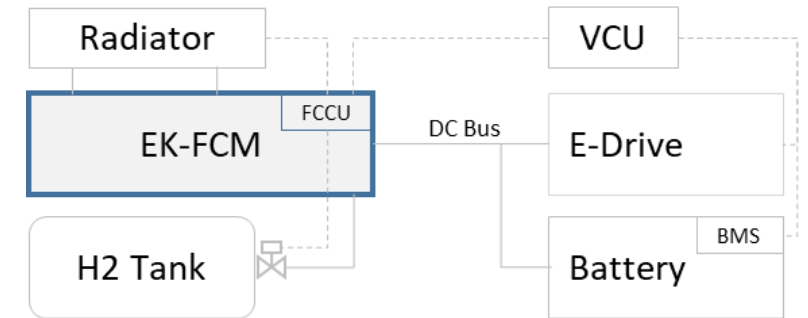 Radiator
VCU
FCCU
EK-FCM
DC Bus
E-Drive
H2 Tank
BMS
Battery